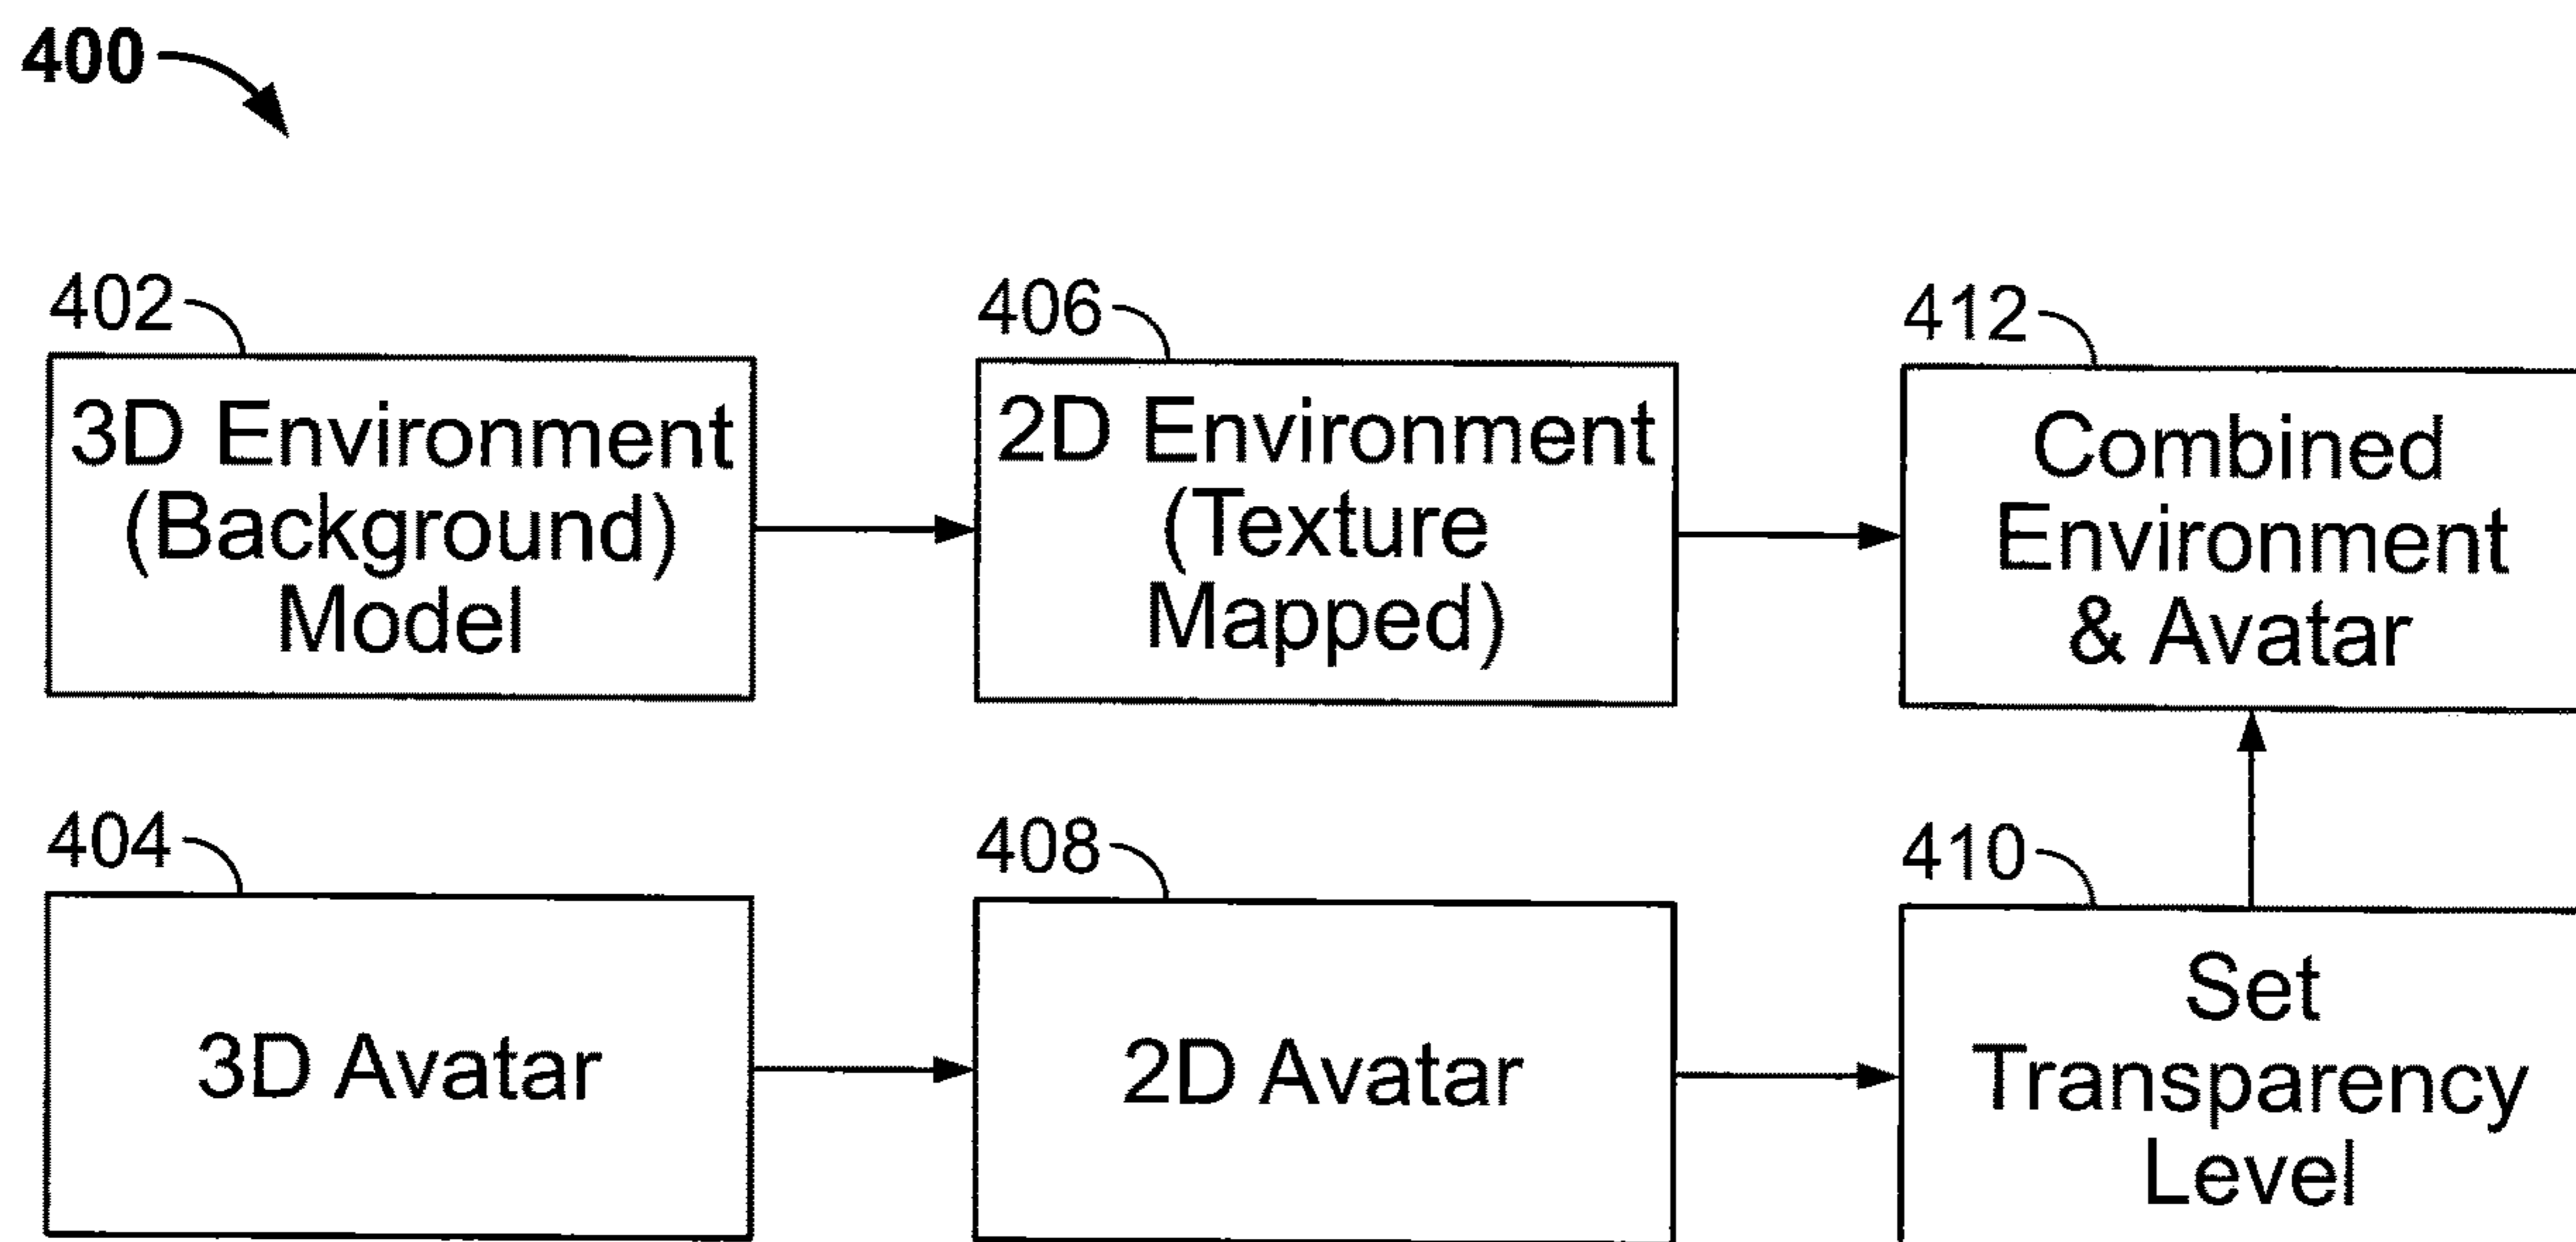 400
402
3D Environment
(Background)
Model
406
2D Environment
(Texture
Mapped)
412
Combined
Environment
& Avatar
404
3D Avatar
408
2D Avatar
410
Set
Transparency
Level